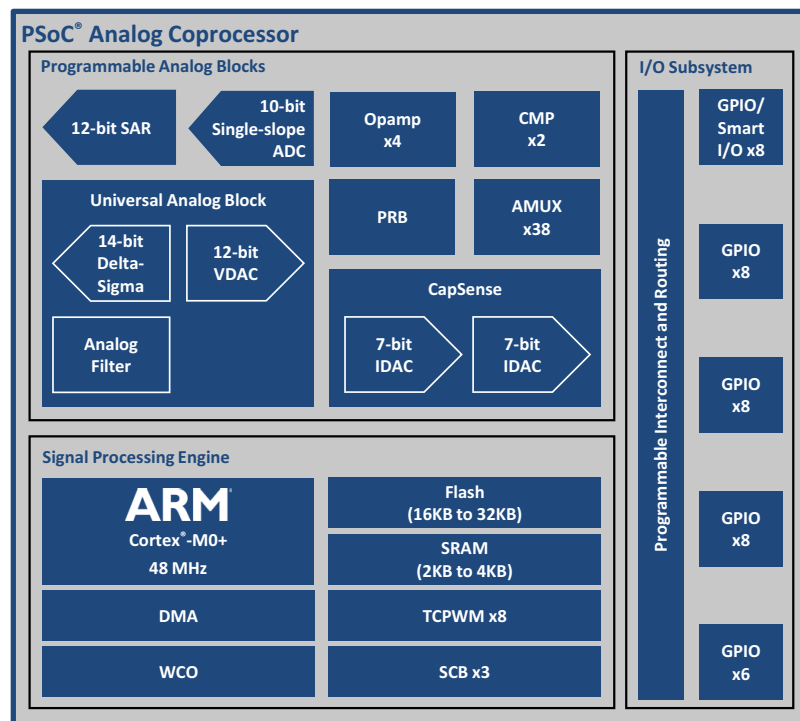 PSoC® Analog Coprocessor
Programmable Analog Blocks
12-bit SAR
10-bit
Single-slope
ADC
Opamp
x4
CMP
x2
Universal Analog Block
14-bit
Delta-
Sigma
12-bit
VDAC
Analog
Filter
PRB
AMUX
x38
CapSense
7-bit
IDAC
7-bit
IDAC
Signal Processing Engine
ARM®
Cortex®-M0+
48 MHz
Flash
(16KB to 32KB)
SRAM
(2KB to 4KB)
DMA
TCPWM x8
WCO
SCB x3
I/O Subsystem
Programmable Interconnect and Routing
GPIO/
Smart
I/O x8
GPIO
x8
GPIO
x8
GPIO
x8
GPIO
x6